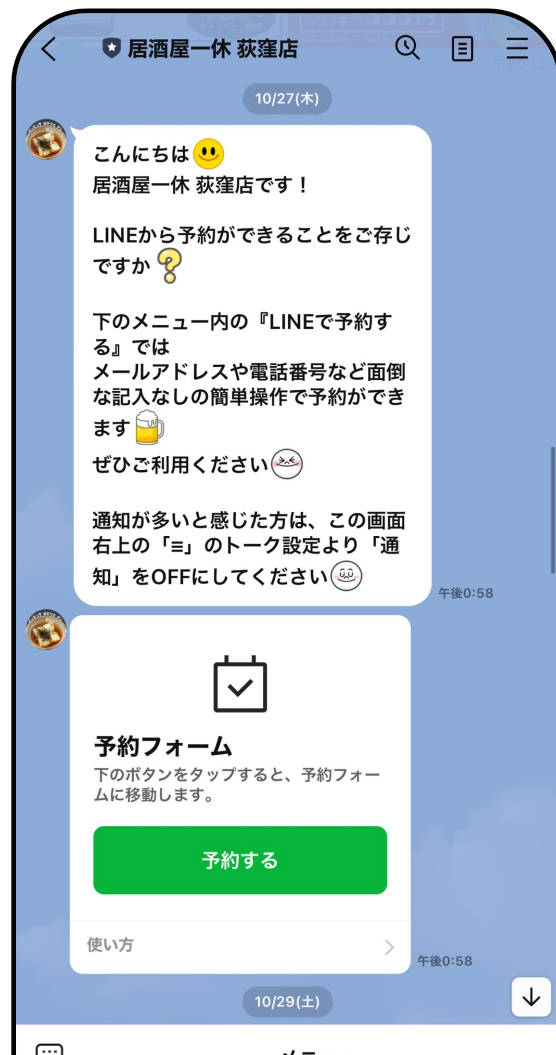 居酒屋一休 荻窪店
10/27(木)
こんにちは
居酒屋一休 荻窪店です！
LINEから予約ができることをご存じ
ですか
下のメニュー内の『LINEで予約す
る』では
メールアドレスや電話番号など面倒
な記入なしの簡単操作で予約ができ
ます
ぜひご利用ください
通知が多いと感じた方は、この画面
右上の「≡」のトーク設定より「通
知」をOFFにしてください
午後0:58
予約フォーム
下のボタンをタップすると、予約フォー
ムに移動します。
予約する
使い方
午後0:58
10/29(土)